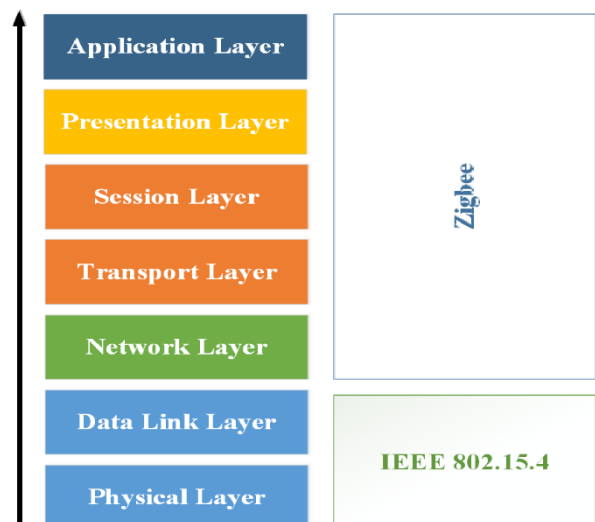 Application Layer
Presentation Layer
Session Layer
Transport Layer
Network Layer
Data Link Layer
Physical Layer
Zigbee
IEEE 802.15.4